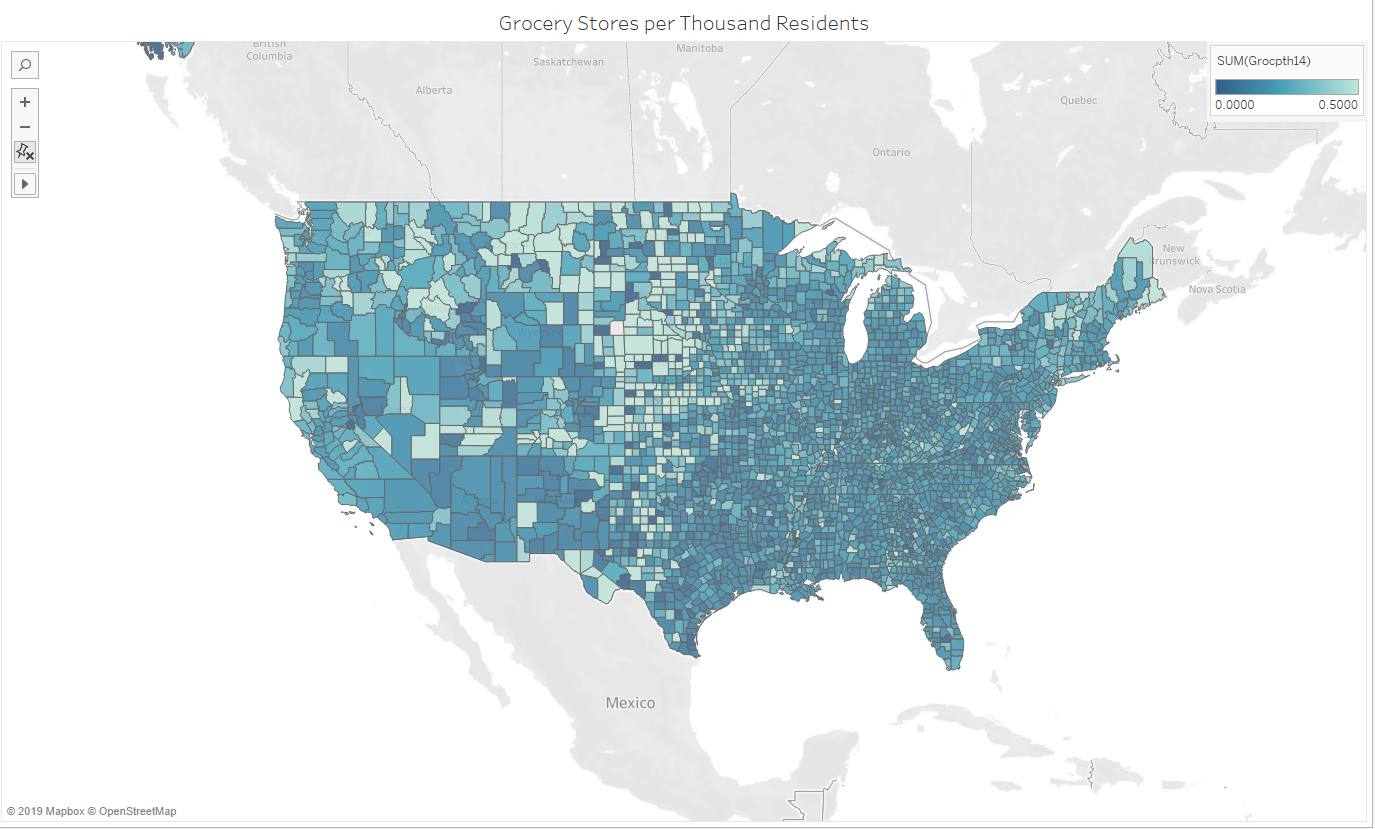 Grocery Stores per Thousand Residents
British
Columbia
Alberta
Saskatchewan
Manitoba
Ontario
Quebec
SUM(Grocpth14)
0.0000 0.5000
New
Brunswick
Nova Scotia
Mexico
© 2019 Mapbox © OpenStreetMap